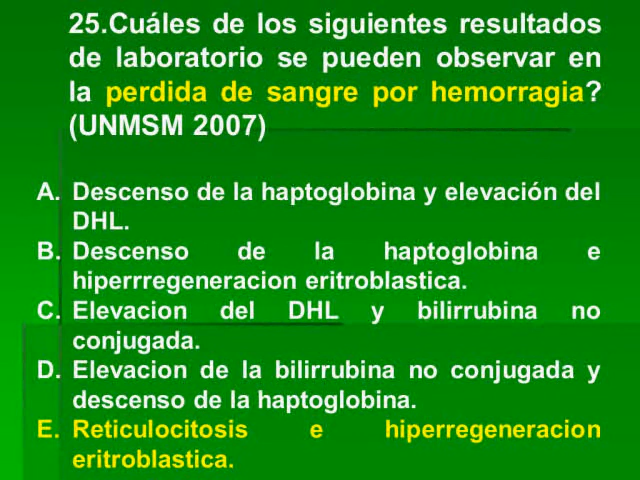 25.Cuáles de los siguientes resultados
de laboratorio se pueden observar en
la perdida de sangre por hemorragia?
(UNMSM 2007)
A. Descenso de la haptoglobina y elevación del
DHL.
B. Descenso de la haptoglobina e
hiperrregeneracion eritroblastica.
C. Elevacion del DHL y bilirrubina no
conjugada.
D. Elevacion de la bilirrubina no conjugada y
descenso de la haptoglobina.
E. Reticulocitosis e hiperregeneracion
eritroblastica.